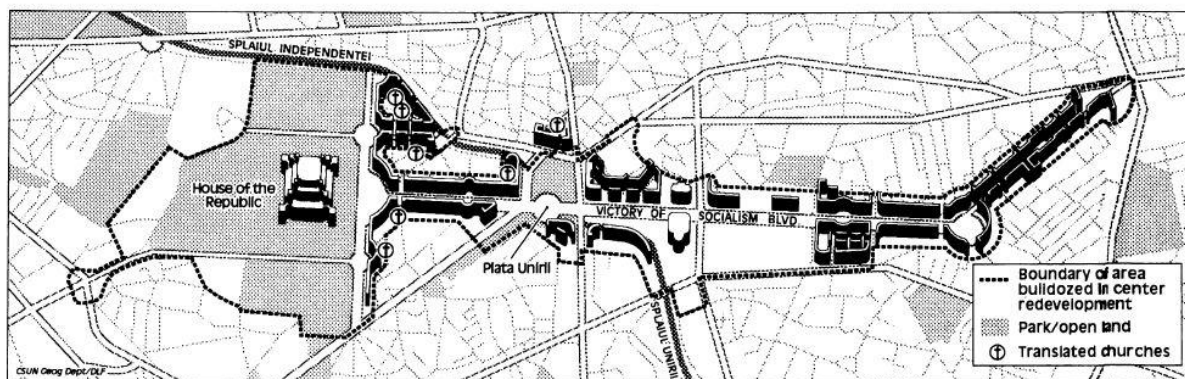 SPLAIUL INDEPENDENTEI
House of the
Republic
VICTORY OF SOCIALISM BLVD.
Piata Unirii
SPLAIUL UNIRII
Boundary of area
bulldozed in center
redevelopment
Park/open land
Translated churches
CSUN Geog Dept/DLF